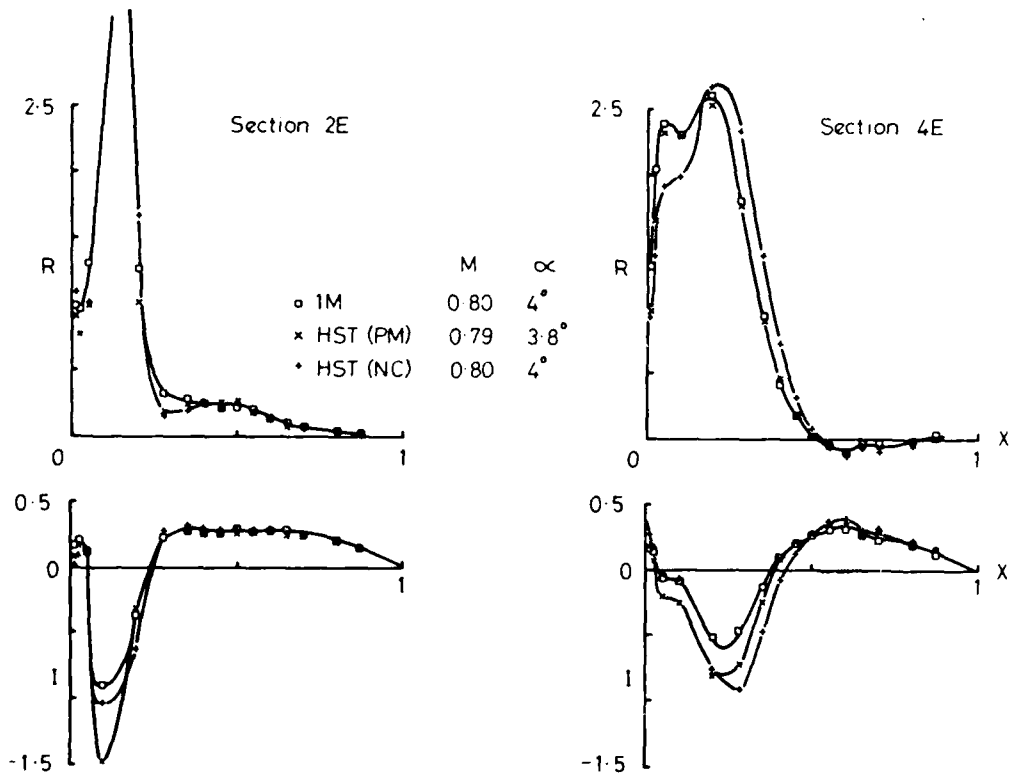 2.5
Section 2E
R
M ∝
1M 0.80 4°
HST (PM) 0.79 3.8°
HST (NC) 0.80 4°
0 1
0.5
0
1
I
-1.5
2.5
Section 4E
R
0 1 X
0.5
0
1 X
I
-1.5